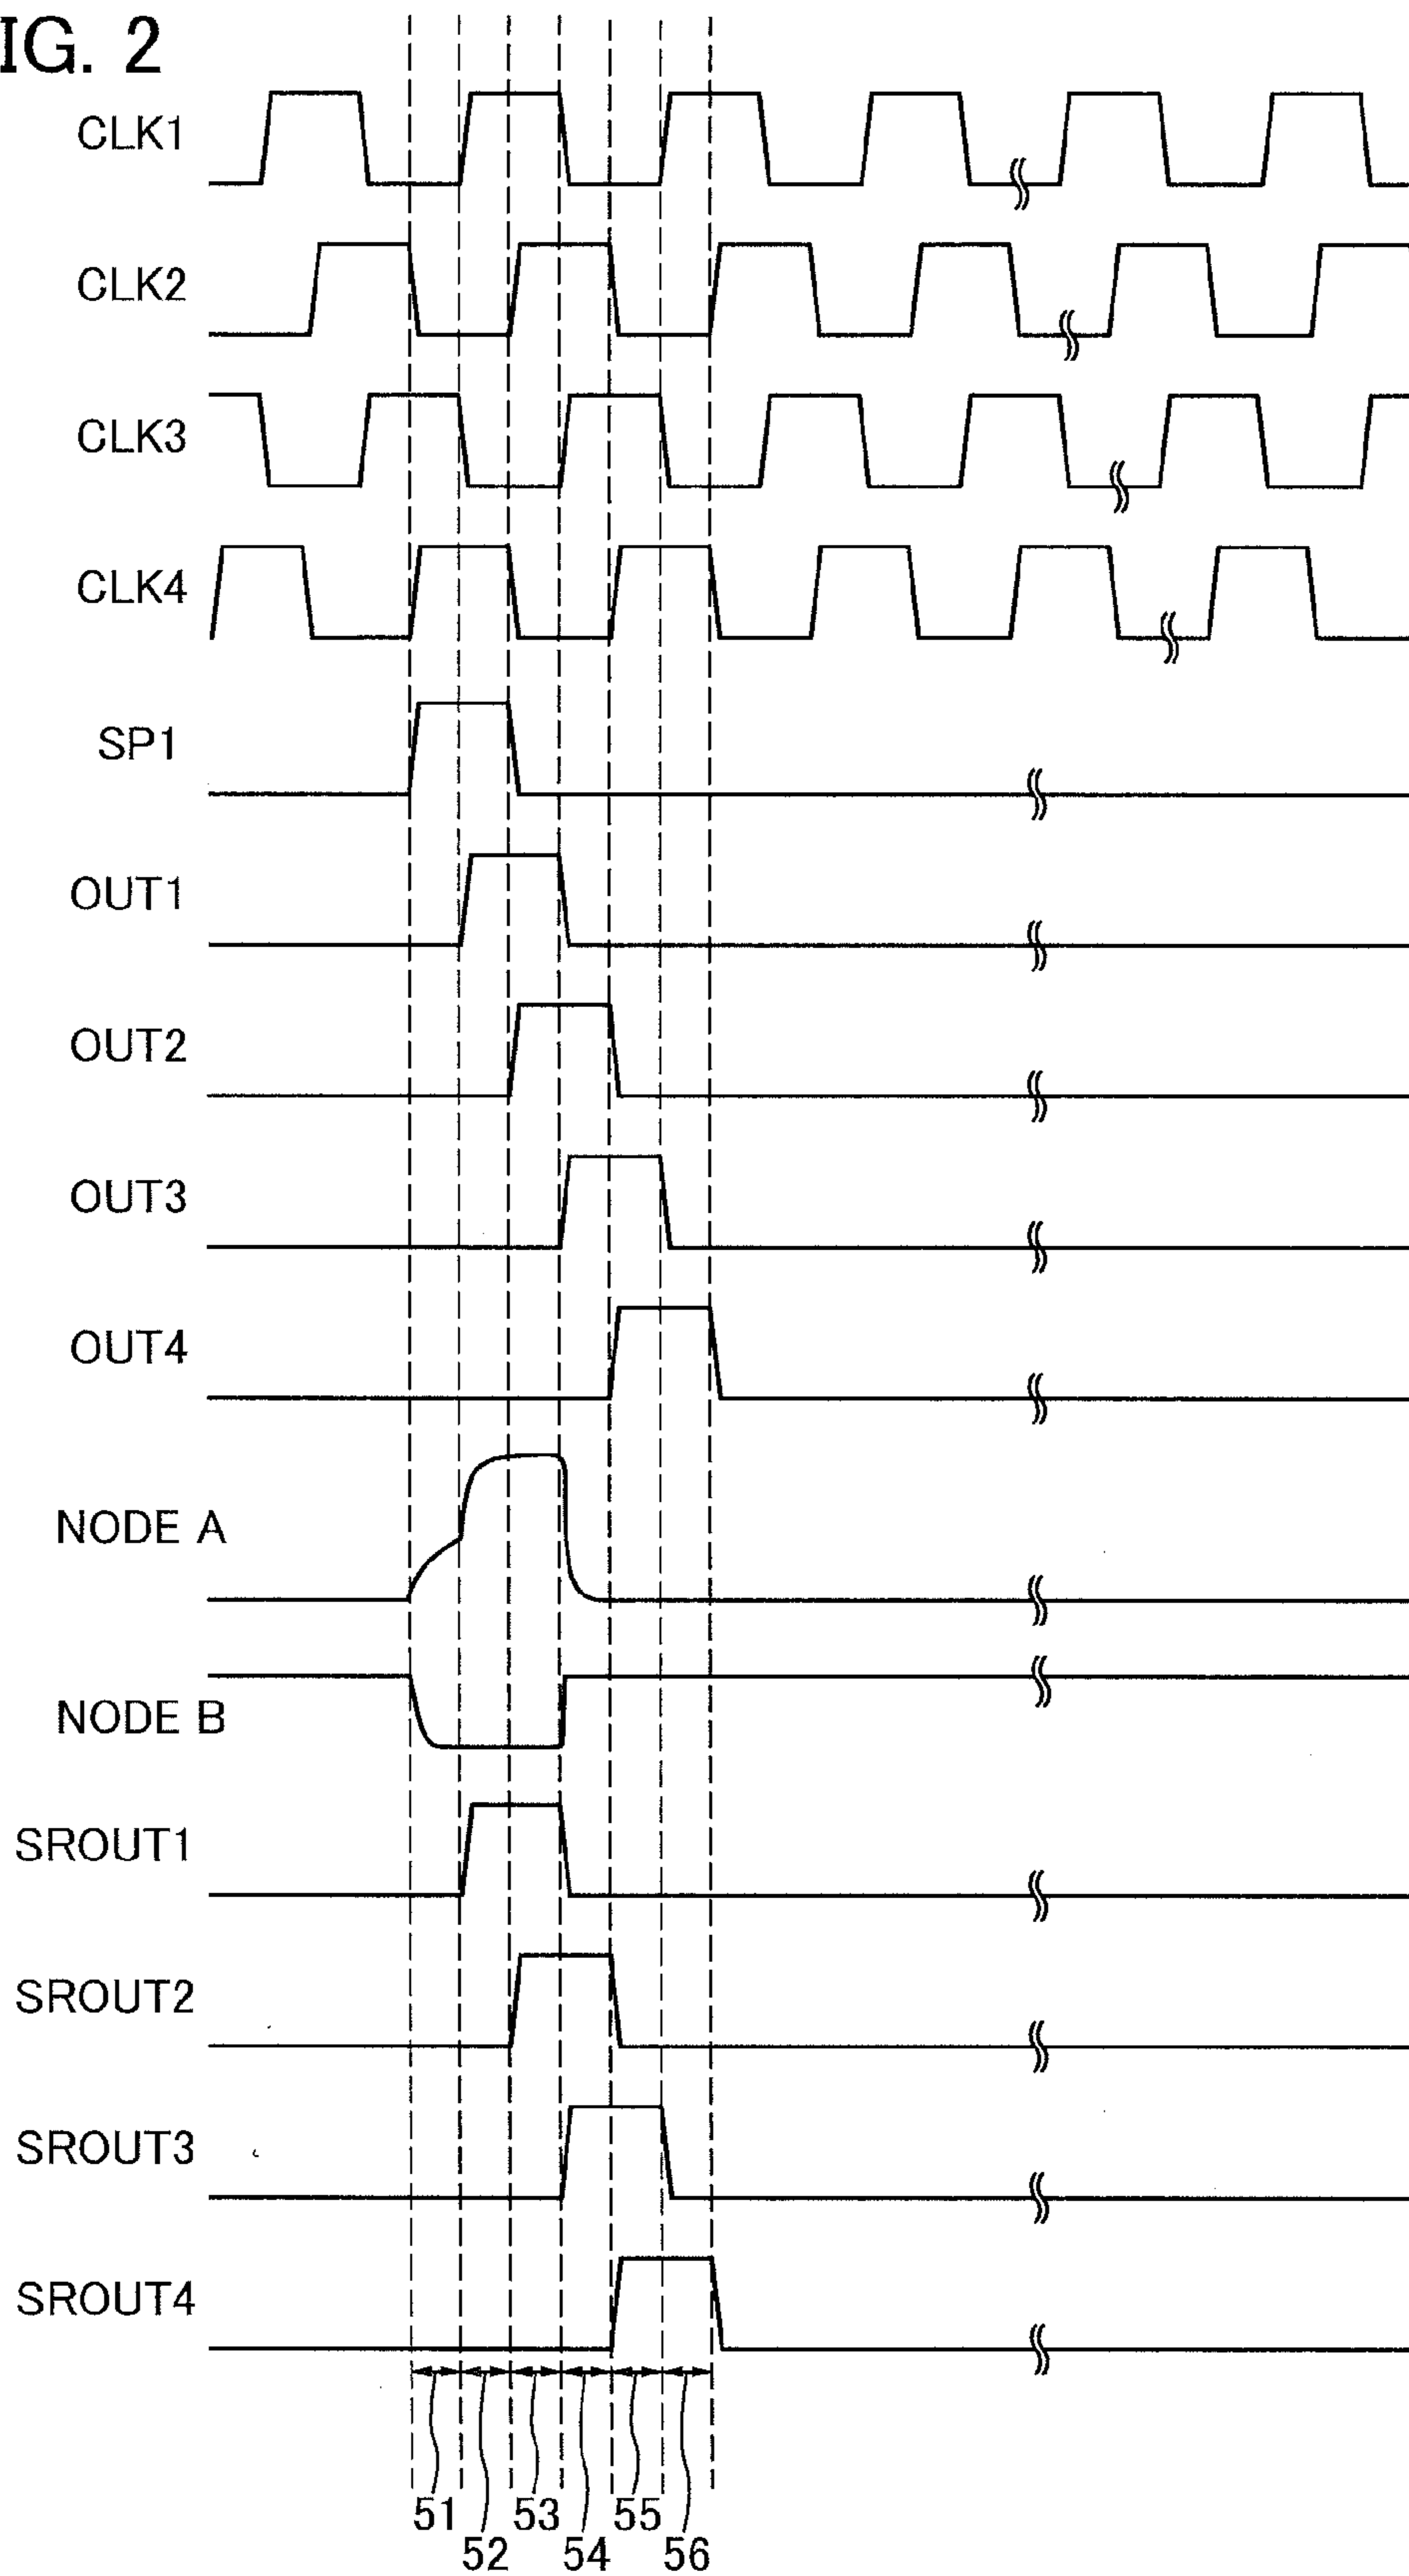 IG. 2
CLK1
CLK2
CLK3
CLK4
SP1
OUT1
OUT2
OUT3
OUT4
NODE A
NODE B
SROUT1
SROUT2
SROUT3
SROUT4
51 53 55
52 54 56